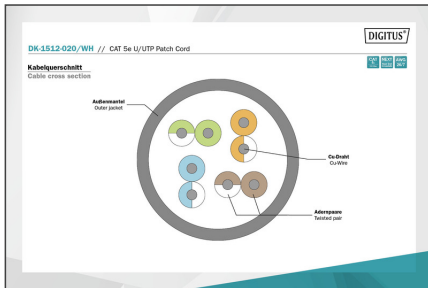 DIGITUS®
DK-1512-020/WH // CAT 5e U/UTP Patch Cord
Kabelquerschnitt
Cable cross section
Außenmantel
Outer jacket
Cu-Draht
Cu-Wire
Adernpaare
Twisted pair